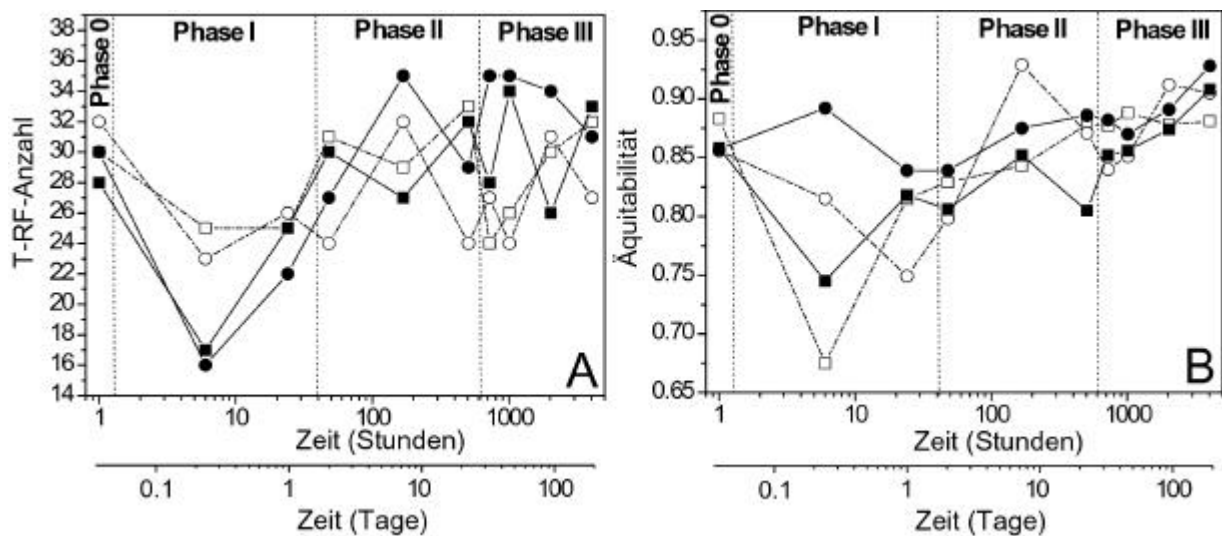 Phase 0
Phase I
Phase II
Phase III
T-RF-Anzahl
38
36
34
32
30
28
26
24
22
20
18
16
14
A
1
10
100
1000
Zeit (Stunden)
0.1
1
10
100
Zeit (Tage)
Phase 0
Phase I
Phase II
Phase III
Äquitabilität
0.95
0.90
0.85
0.80
0.75
0.70
0.65
B
1
10
100
1000
Zeit (Stunden)
0.1
1
10
100
Zeit (Tage)